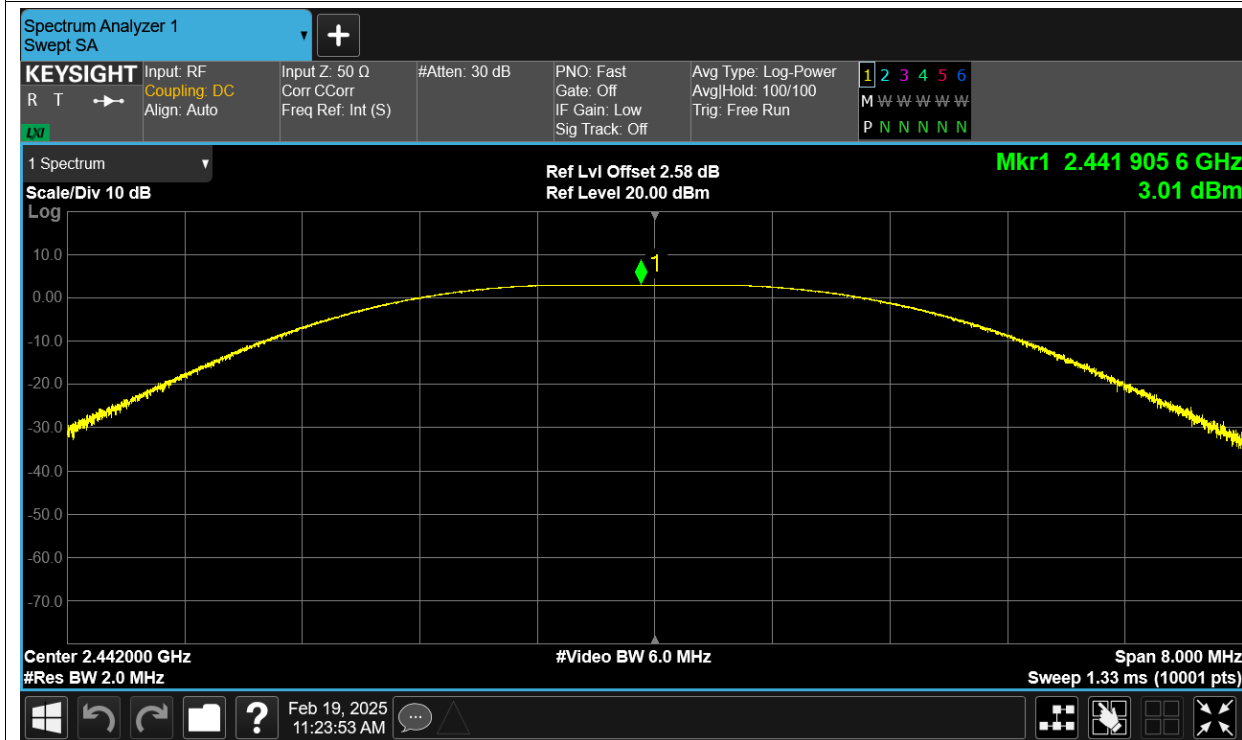 Spectrum Analyzer 1
Swept SA
KEYSIGHT
R T
LXI
Input: RF
Coupling: DC
Align: Auto
Input Z: 50 Ω
Corr CCorr
Freq Ref: Int (S)
#Atten: 30 dB
PNO: Fast
Gate: Off
IF Gain: Low
Sig Track: Off
Avg Type: Log-Power
Avg|Hold: 100/100
Trig: Free Run
1 2 3 4 5 6
M W W W W W
P N N N N N
1 Spectrum
Scale/Div 10 dB
Log
Ref Lvl Offset 2.58 dB
Ref Level 20.00 dBm
Mkr1 2.441 905 6 GHz
3.01 dBm
1
10.0
0.00
-10.0
-20.0
-30.0
-40.0
-50.0
-60.0
-70.0
Center 2.442000 GHz
#Res BW 2.0 MHz
#Video BW 6.0 MHz
Span 8.000 MHz
Sweep 1.33 ms (10001 pts)
?
Feb 19, 2025
11:23:53 AM